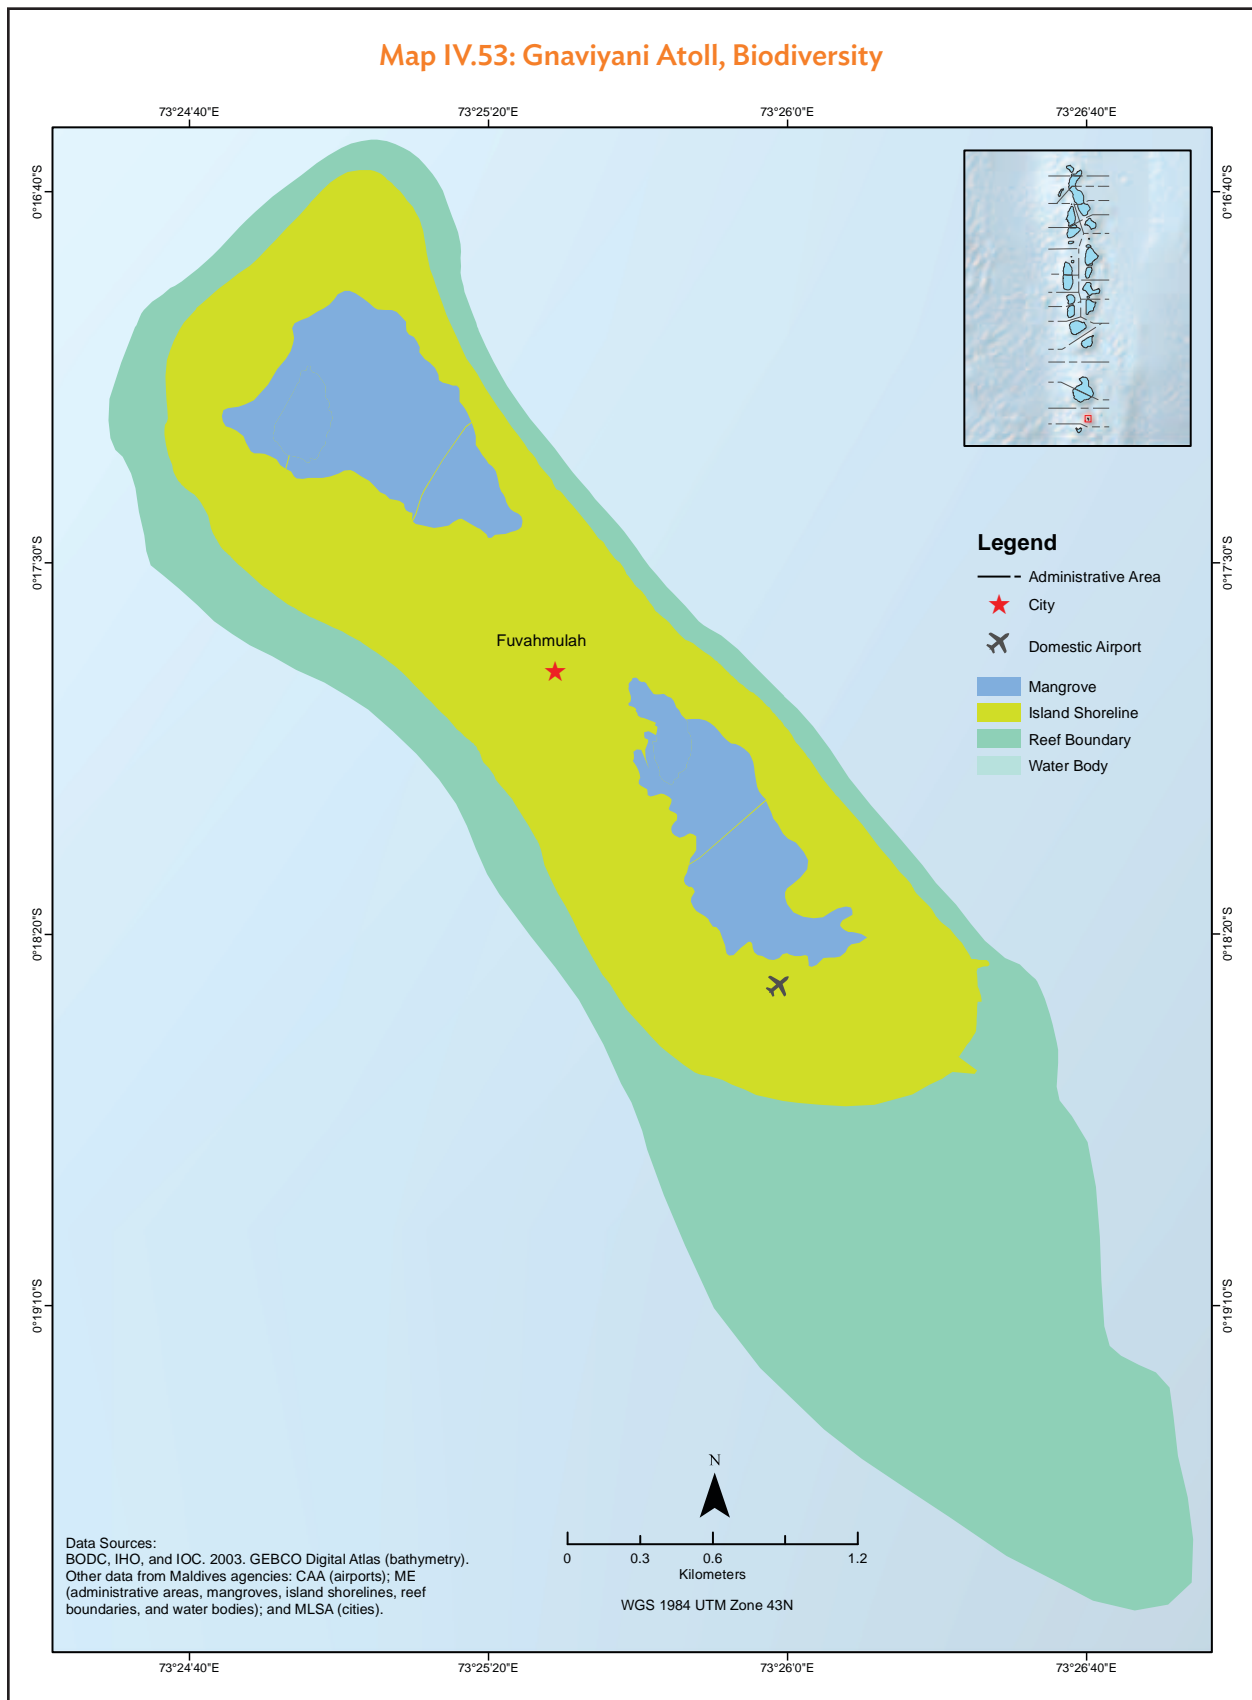 Map IV.53: Gnaviyani Atoll, Biodiversity
73°24'40"E
73°25'20"E
73°26'0"E
73°26'40"E
0°16'40"S
0°16'40"S
0°17'30"S
0°17'30"S
Legend
Administrative Area
City
Domestic Airport
Mangrove
Island Shoreline
Reef Boundary
Water Body
Fuvahmulah
0°18'20"S
0°18'20"S
0°19'10"S
0°19'10"S
N
0
0.3
0.6
1.2
Kilometers
WGS 1984 UTM Zone 43N
Data Sources:
BODC, IHO, and IOC. 2003. GEBCO Digital Atlas (bathymetry).
Other data from Maldives agencies: CAA (airports); ME
(administrative areas, mangroves, island shorelines, reef
boundaries, and water bodies); and MLSA (cities).
73°24'40"E
73°25'20"E
73°26'0"E
73°26'40"E